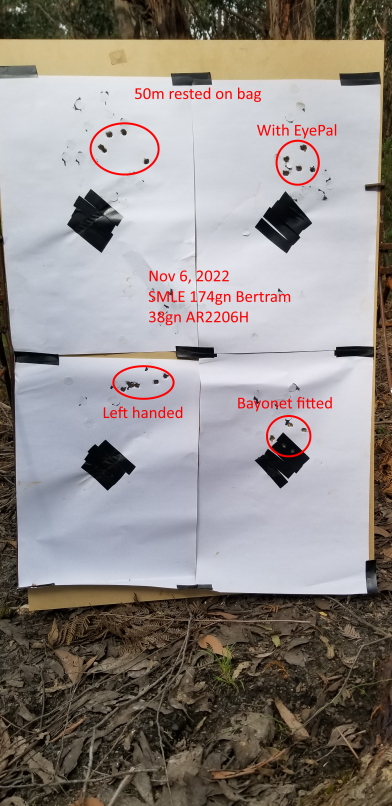 50m rested on bag
With EyePal
Nov 6, 2022
SMLE 174gn Bertram
38gn AR2206H
Left handed
Bayonet fitted